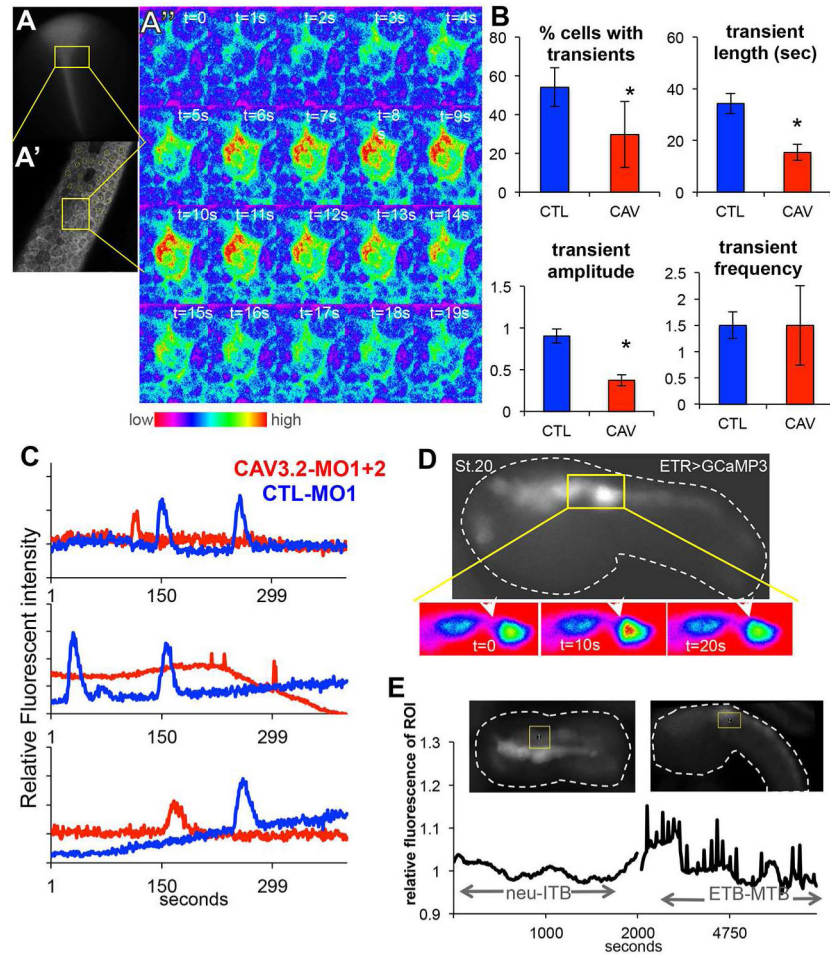 A
A'
A"
t=0
t=1s
t=2s
t=3s
t=4s
t=5s
t=6s
t=7s
t=8
s
t=9s
t=10s
t=11s
t=12s
t=13s
t=14s
t=15s
t=16s
t=17s
t=18s
t=19s
low
high
B
% cells with
transients
80
60
40
20
0
*
CTL
CAV
transient
length (sec)
60
40
20
0
*
CTL
CAV
transient
amplitude
1
0.5
0
*
CTL
CAV
transient
frequency
2.5
2
1.5
1
0.5
0
CTL
CAV
C
CAV3.2-MO1+2
CTL-MO1
Relative Fluorescent intensity
1
150
299
1
150
299
1
150
299
seconds
D
St.20
ETR>GCaMP3
t=0
t=10s
t=20s
E
relative fluorescence of ROI
1.3
1.2
1.1
1
0.9
neu-ITB
ETB-MTB
1000
2000
4750
seconds